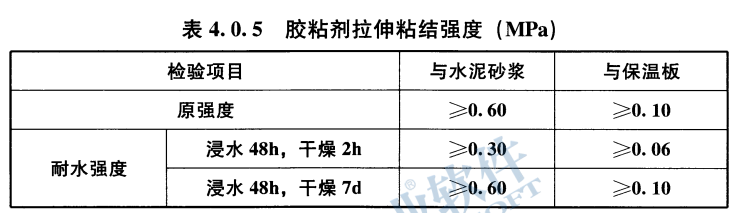 表 4.0.5 胶粘剂拉伸粘结强度（MPa）
检验项目 与水泥砂浆 与保温板
原强度 ≥0.60 ≥0.10
耐水强度 浸水 48h，干燥 2h ≥0.30 ≥0.06
浸水 48h，干燥 7d ≥0.60 ≥0.10